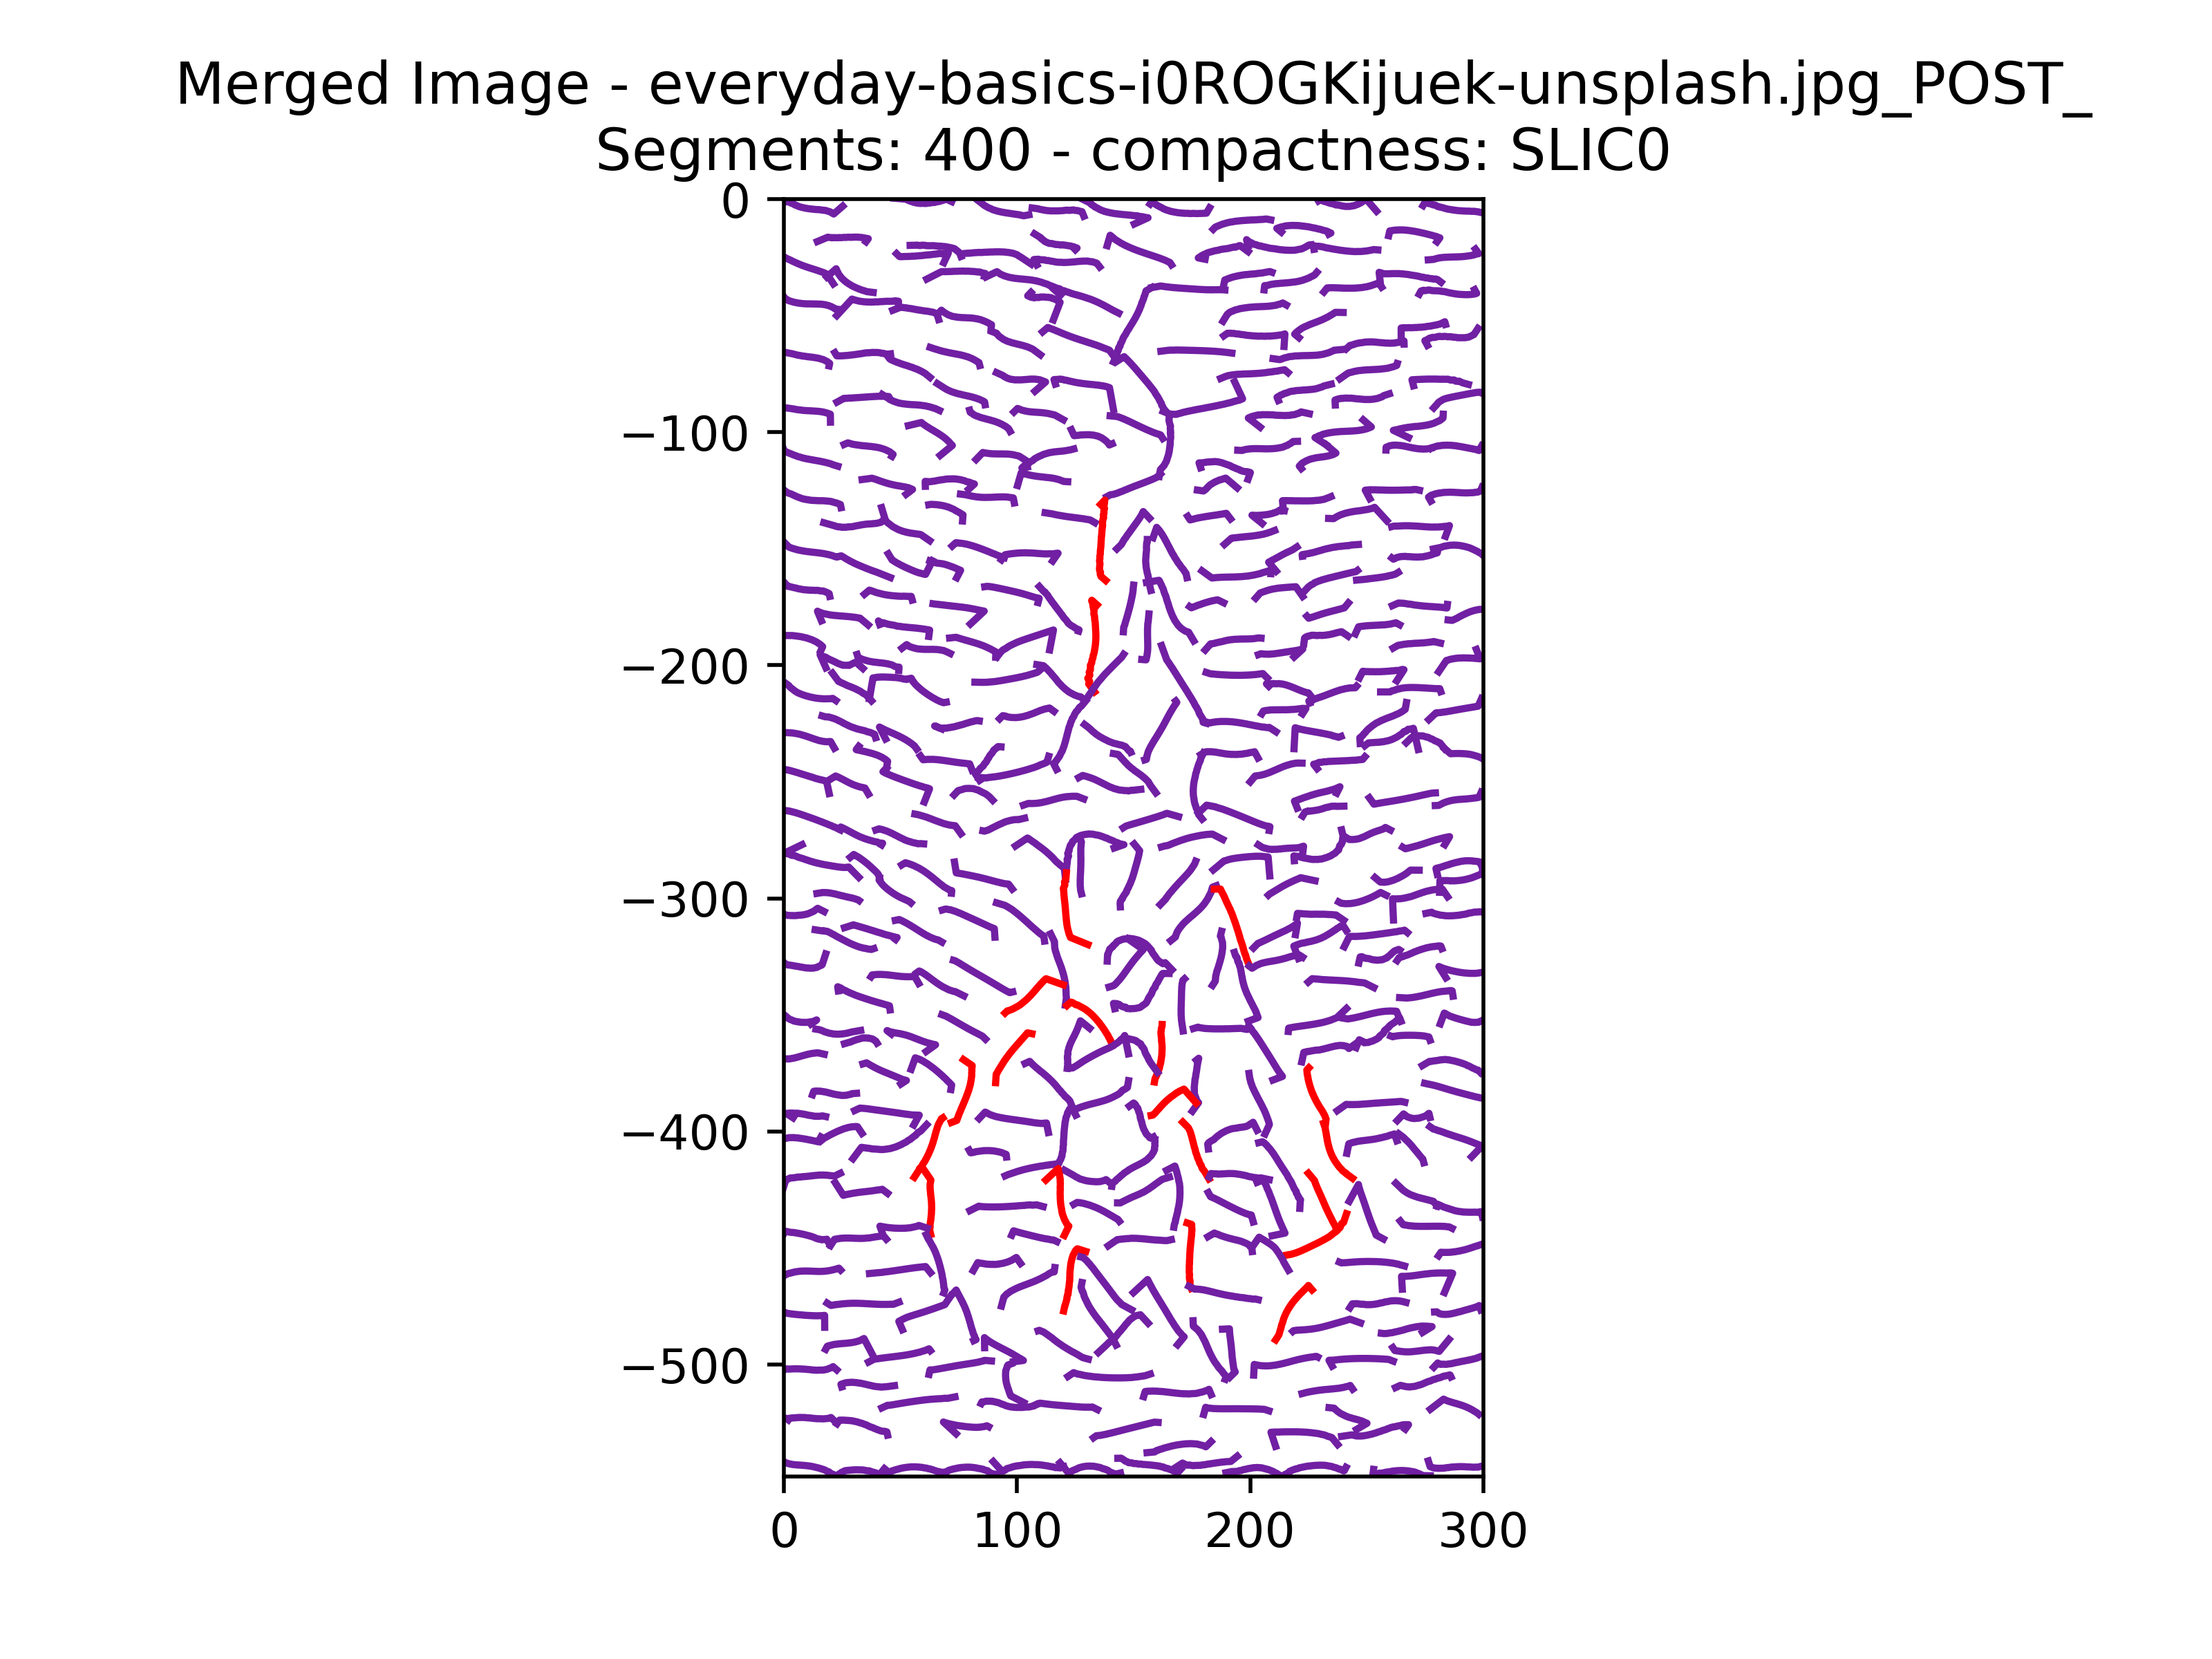 Merged Image - everyday-basics-i0ROGKijuek-unsplash.jpg_POST_
Segments: 400 - compactness: SLIC0
0
−100
−200
−300
−400
−500
0 100 200 300